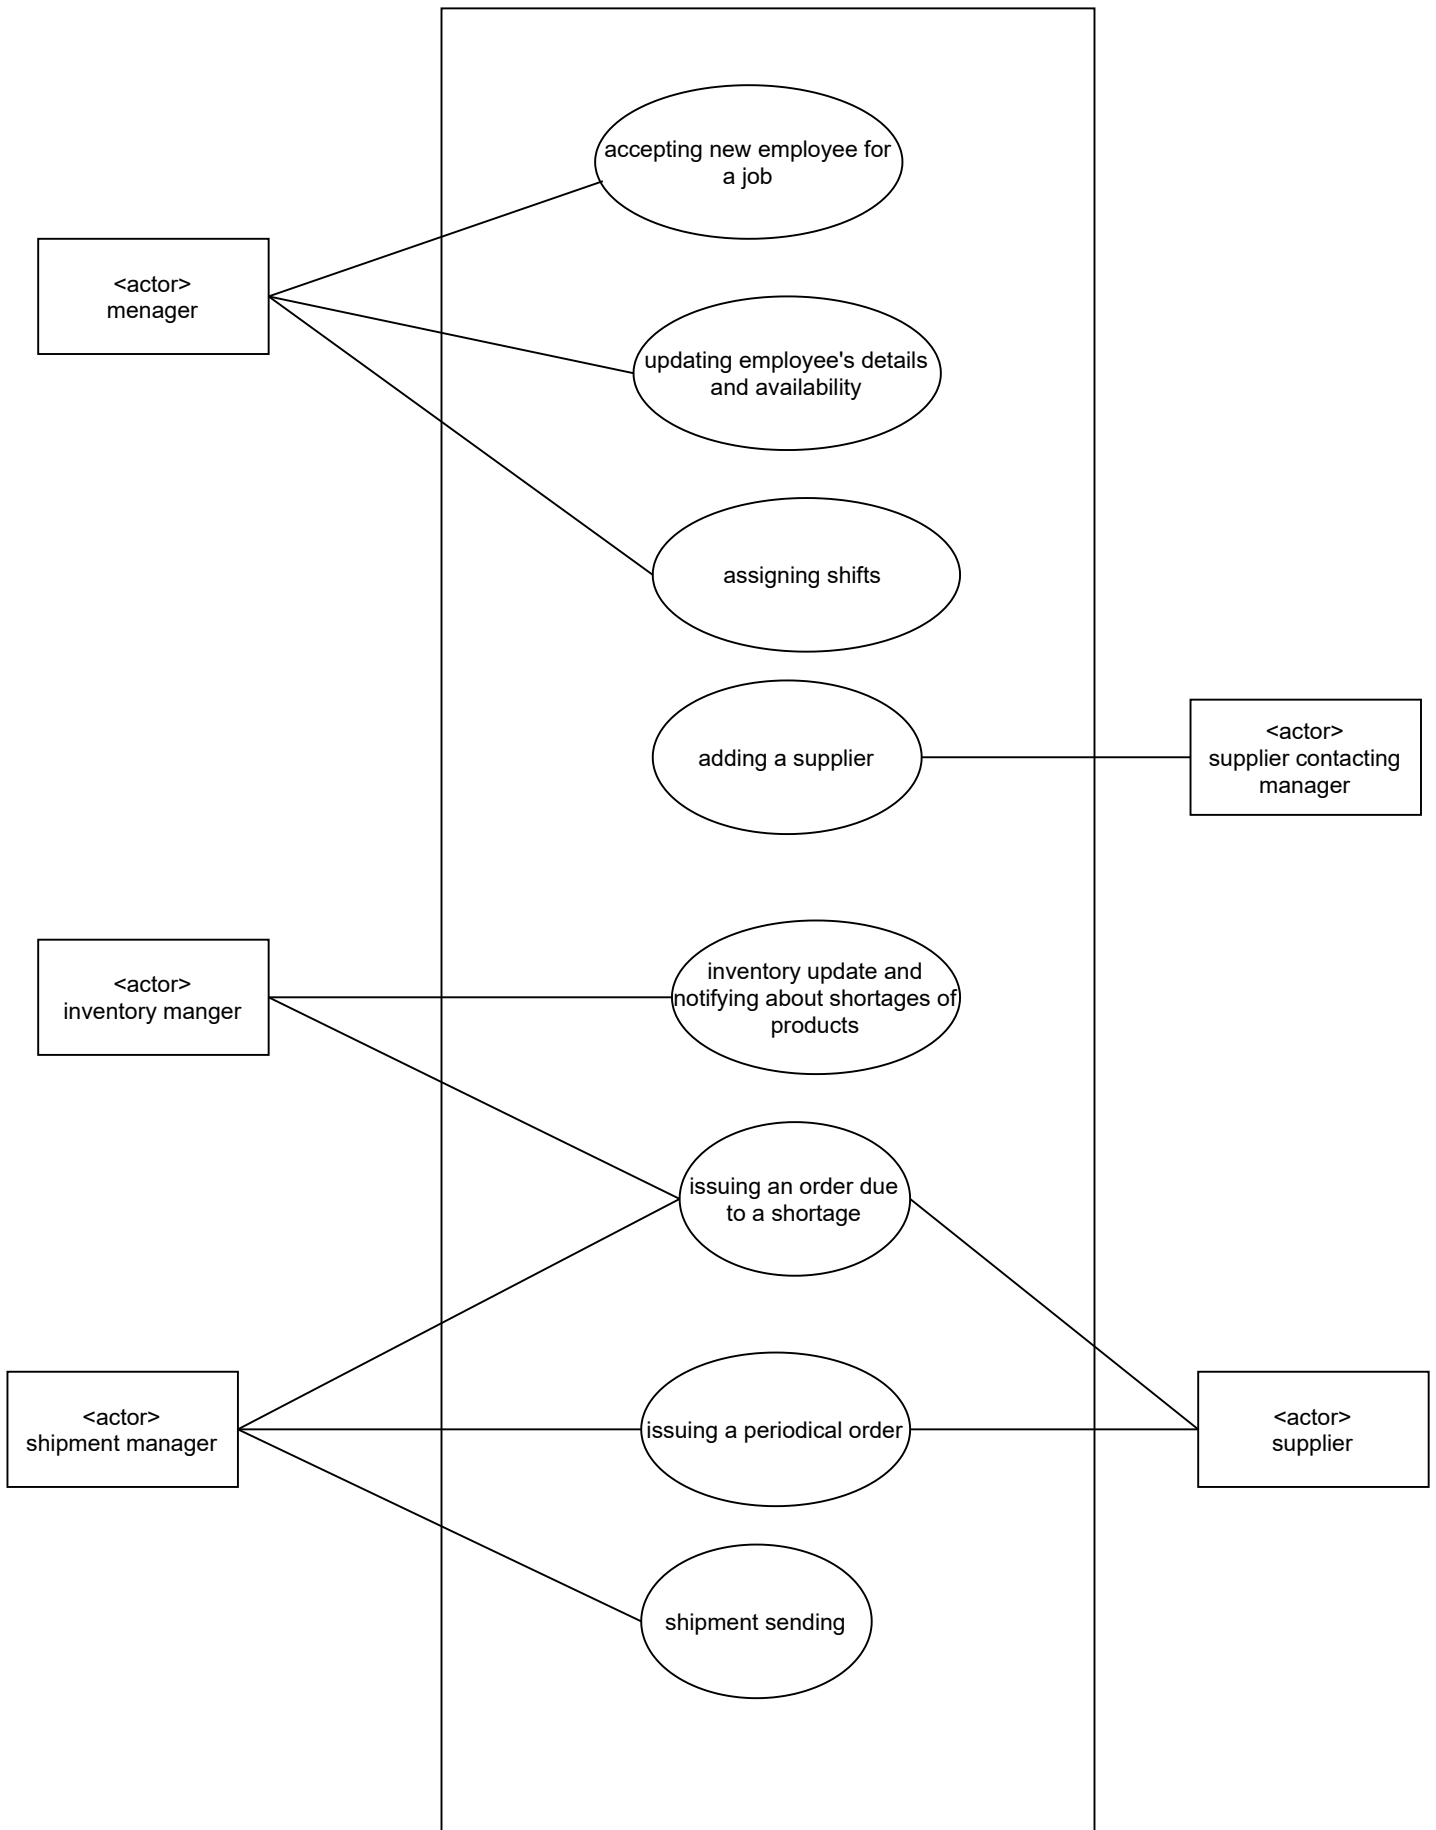 accepting new employee for
a job
<actor>
menager
updating employee's details
and availability
assigning shifts
adding a supplier
<actor>
supplier contacting
manager
<actor>
inventory manger
inventory update and
notifying about shortages of
products
issuing an order due
to a shortage
<actor>
shipment manager
issuing a periodical order
<actor>
supplier
shipment sending